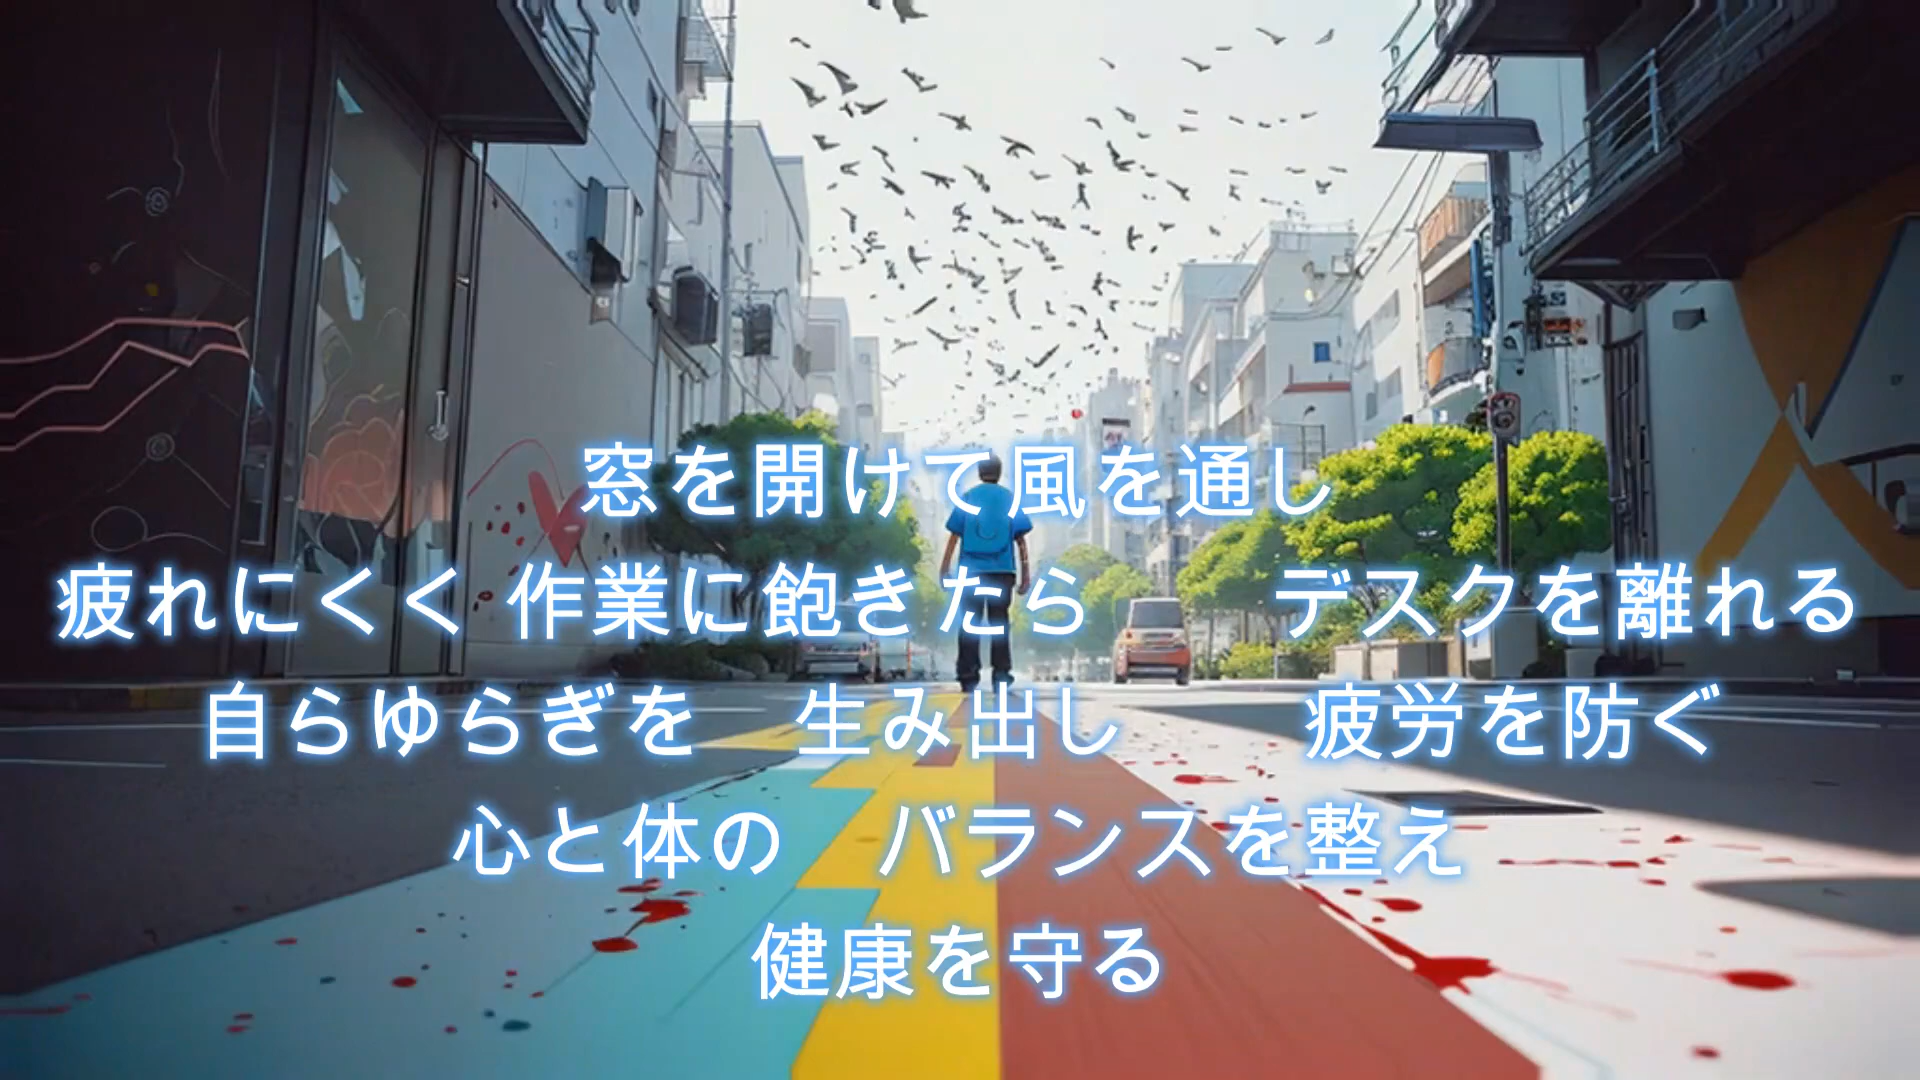 窓を開けて風を通し
疲れにくく 作業に飽きたら　　デスクを離れる
自らゆらぎを　生み出し　　疲労を防ぐ
心と体の　バランスを整え
健康を守る